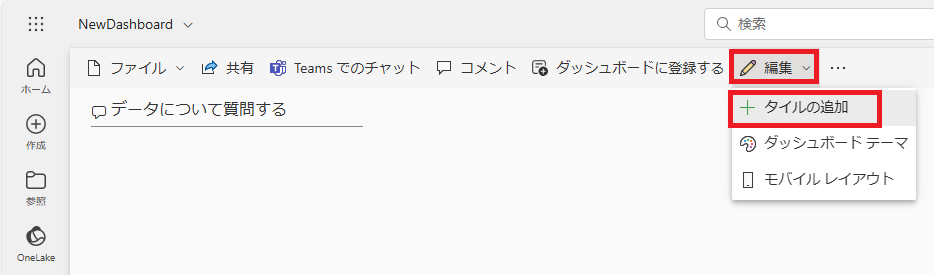 NewDashboard
検索
ファイル 共有 Teams でのチャット コメント ダッシュボードに登録する 編集 ...
ホーム
データについて質問する
タイルの追加
作成
ダッシュボード テーマ
モバイル レイアウト
参照
OneLake